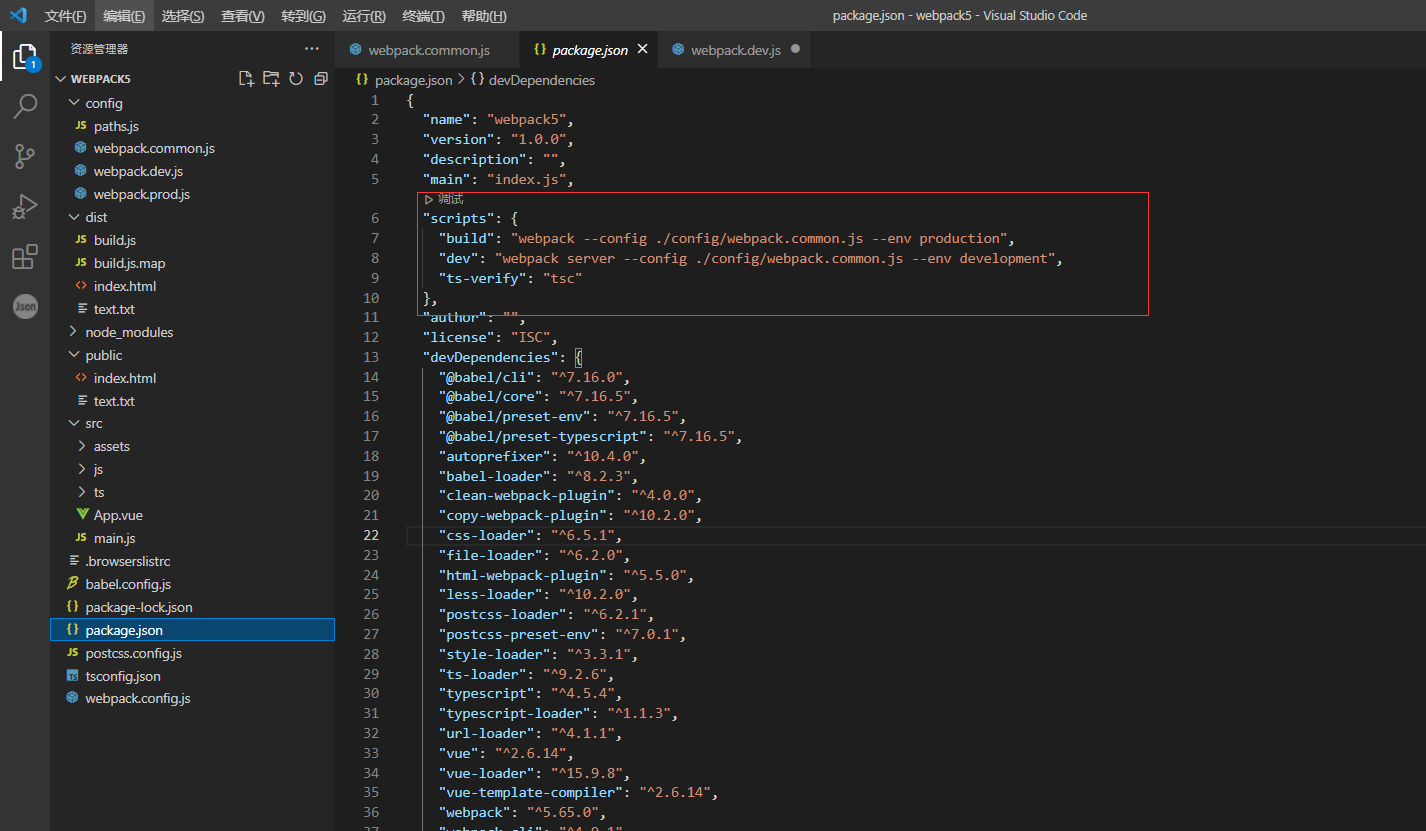 文件(F) 编辑(E) 选择(S) 查看(V) 转到(G) 运行(R) 终端(T) 帮助(H) package.json - webpack5 - Visual Studio Code
1
Json
资源管理器 ...
WEBPACK5
config
paths.js
webpack.common.js
webpack.dev.js
webpack.prod.js
dist
build.js
build.js.map
index.html
text.txt
node_modules
public
index.html
text.txt
src
assets
js
ts
App.vue
main.js
.browserslistrc
babel.config.js
package-lock.json
package.json
postcss.config.js
tsconfig.json
webpack.config.js
webpack.common.js package.json webpack.dev.js
{} package.json > {} devDependencies
1 {
2 "name": "webpack5",
3 "version": "1.0.0",
4 "description": "",
5 "main": "index.js",
调试
6 "scripts": {
7 "build": "webpack --config ./config/webpack.common.js --env production",
8 "dev": "webpack server --config ./config/webpack.common.js --env development",
9 "ts-verify": "tsc"
10 },
11 "author": "",
12 "license": "ISC",
13 "devDependencies": {
14 "@babel/cli": "^7.16.0",
15 "@babel/core": "^7.16.5",
16 "@babel/preset-env": "^7.16.5",
17 "@babel/preset-typescript": "^7.16.5",
18 "autoprefixer": "^10.4.0",
19 "babel-loader": "^8.2.3",
20 "clean-webpack-plugin": "^4.0.0",
21 "copy-webpack-plugin": "^10.2.0",
22 "css-loader": "^6.5.1",
23 "file-loader": "^6.2.0",
24 "html-webpack-plugin": "^5.5.0",
25 "less-loader": "^10.2.0",
26 "postcss-loader": "^6.2.1",
27 "postcss-preset-env": "^7.0.1",
28 "style-loader": "^3.3.1",
29 "ts-loader": "^9.2.6",
30 "typescript": "^4.5.4",
31 "typescript-loader": "^1.1.3",
32 "url-loader": "^4.1.1",
33 "vue": "^2.6.14",
34 "vue-loader": "^15.9.8",
35 "vue-template-compiler": "^2.6.14",
36 "webpack": "^5.65.0",